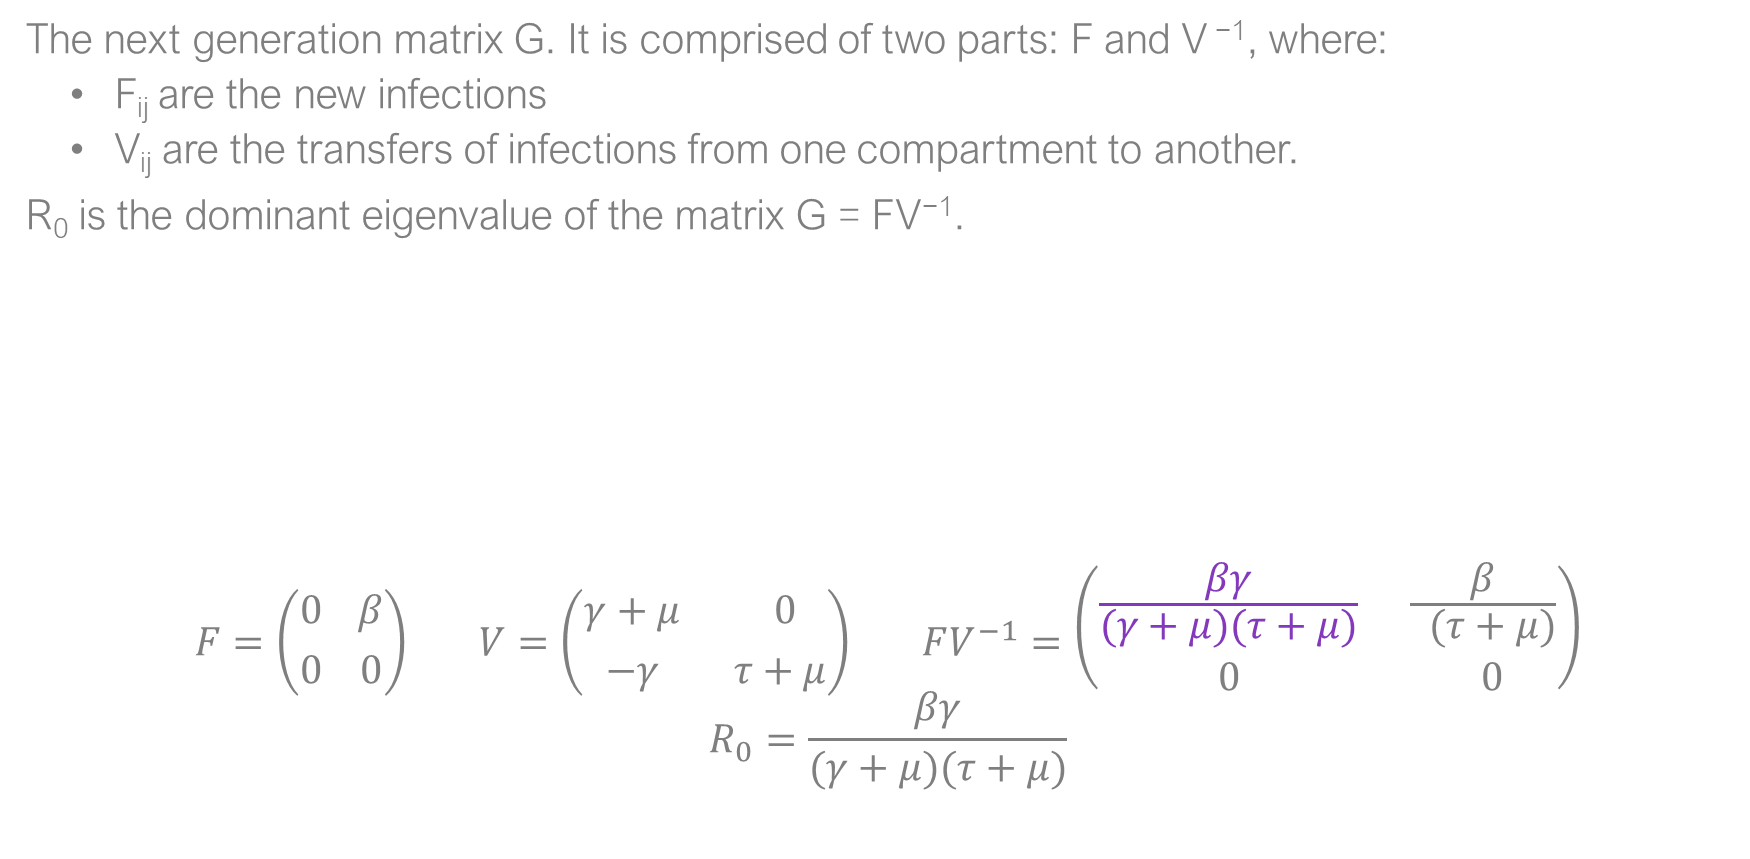 The next generation matrix G. It is comprised of two parts: F and V⁻¹, where:
• Fᵢⱼ are the new infections
• Vᵢⱼ are the transfers of infections from one compartment to another.
R₀ is the dominant eigenvalue of the matrix G = FV⁻¹.
F = (0 β; 0 0) V = (γ + μ 0; −γ τ + μ) FV⁻¹ = (βγ/((γ + μ)(τ + μ)) β/(τ + μ); 0 0)
R₀ = βγ/((γ + μ)(τ + μ))